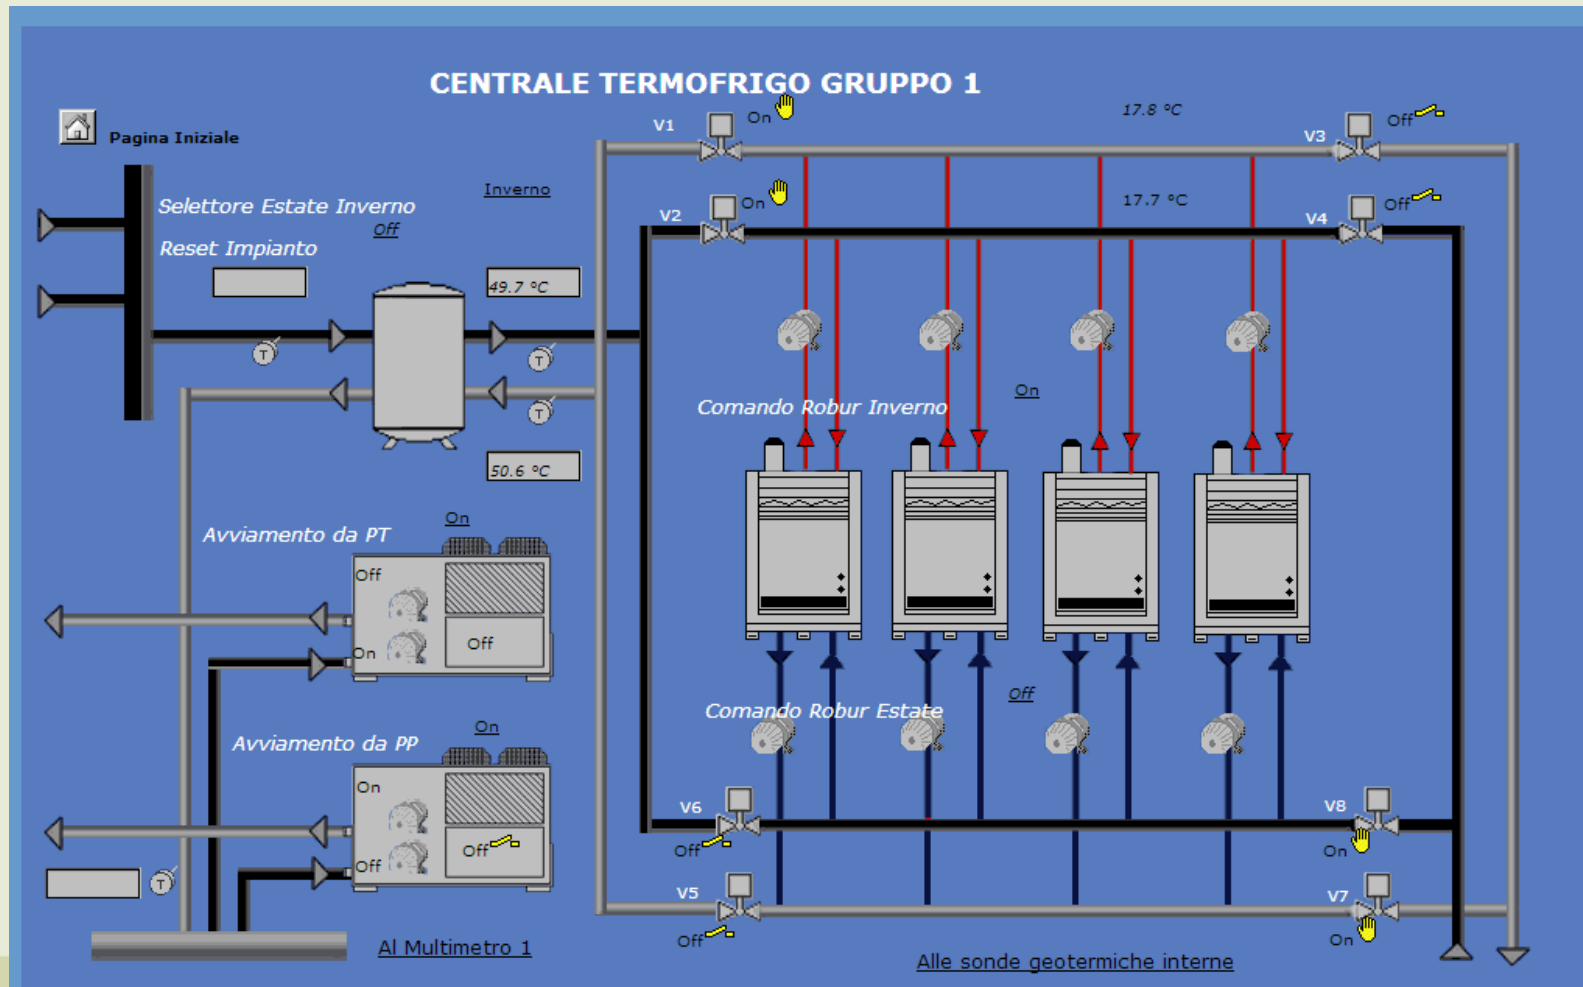 CENTRALE TERMOFRIGO GRUPPO 1
Pagina Iniziale
V1
On
17.8 °C
V3
Off
Selettore Estate Inverno
Inverno
Off
V2
On
17.7 °C
V4
Off
Reset Impianto
49.7 °C
T
T
T
50.6 °C
Comando Robur Inverno
On
Avviamento da PT
On
Off
On
Off
Comando Robur Estate
Off
Avviamento da PP
On
On
Off
Off
T
V6
Off
V8
On
V5
Off
V7
On
Al Multimetro 1
Alle sonde geotermiche interne